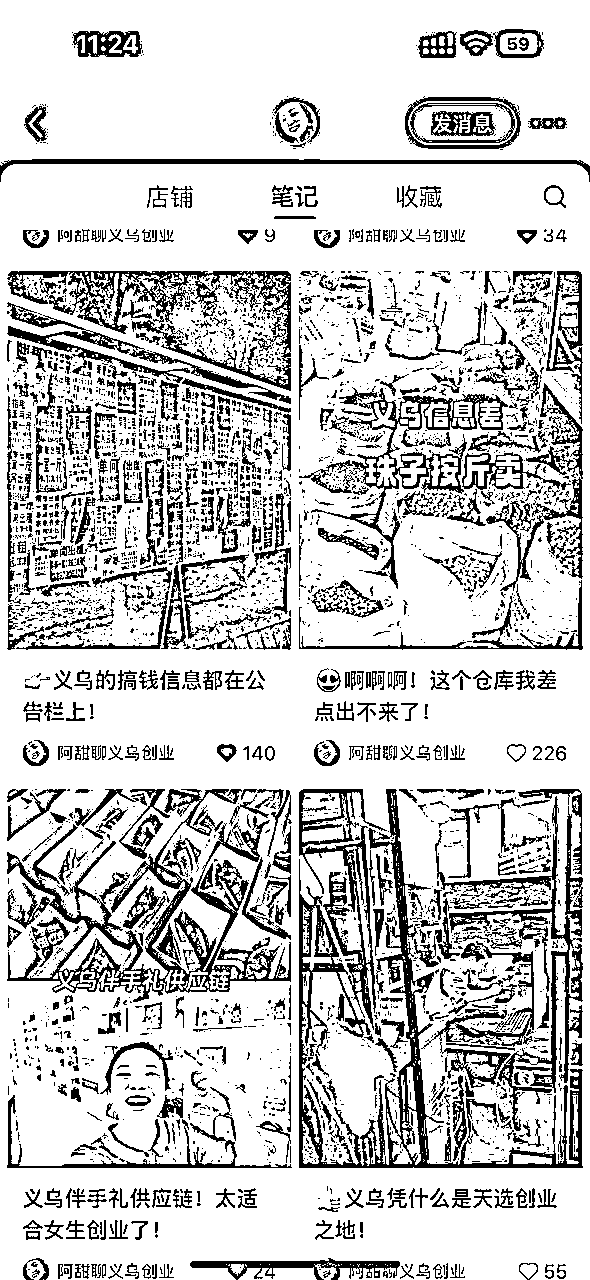 11:24
59
发消息
店铺 笔记 收藏
阿甜聊义乌创业 9
阿甜聊义乌创业 34
义乌信息差
珠子按斤卖
义乌的搞钱信息都在公
告栏上!
阿甜聊义乌创业 140
啊啊啊!这个仓库我差
点出不来了!
阿甜聊义乌创业 226
义乌伴手礼供应链
义乌伴手礼供应链!太适
合女生创业了!
阿甜聊义乌创业 24
义乌凭什么是天选创业
之地!
阿甜聊义乌创业 55